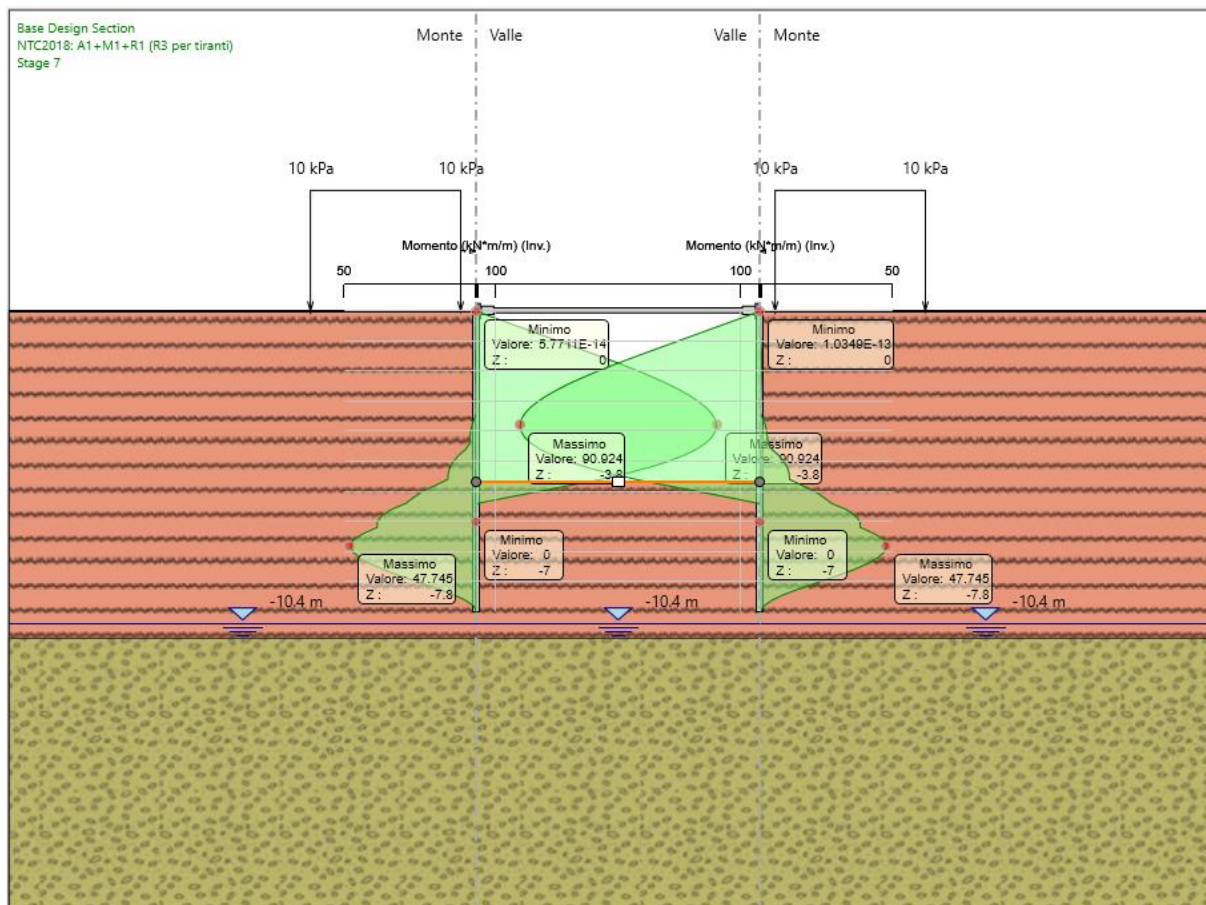 Base Design Section
NTC2018: A1+M1+R1 (R3 per tiranti)
Stage 7
Monte Valle Valle Monte
10 kPa 10 kPa 10 kPa 10 kPa
Momento (kN*m/m) (Inv.) Momento (kN*m/m) (Inv.)
50 100 100 50
Minimo
Valore: 5.7711E-14
Z : 0
Minimo
Valore: 1.0349E-13
Z : 0
Massimo
Valore: 90.924
Z : -3.8
Massimo
Valore: 90.924
Z : -3.8
Minimo
Valore: 0
Z : -7
Minimo
Valore: 0
Z : -7
Massimo
Valore: 47.745
Z : -7.8
Massimo
Valore: 47.745
Z : -7.8
-10.4 m -10.4 m -10.4 m